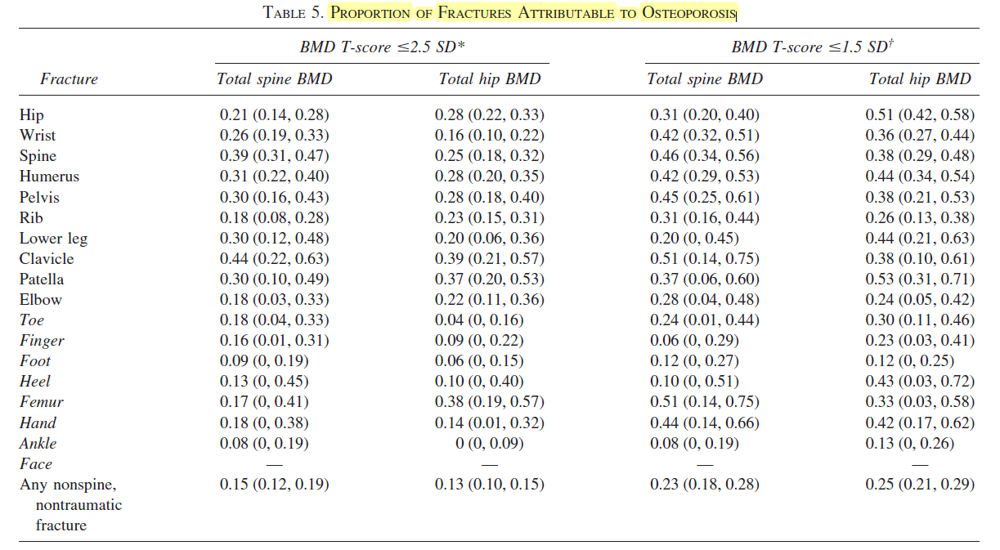 TABLE 5. PROPORTION OF FRACTURES ATTRIBUTABLE TO OSTEOPOROSIS
BMD T-score ≤2.5 SD* BMD T-score ≤1.5 SD†
Fracture Total spine BMD Total hip BMD Total spine BMD Total hip BMD
Hip 0.21 (0.14, 0.28) 0.28 (0.22, 0.33) 0.31 (0.20, 0.40) 0.51 (0.42, 0.58)
Wrist 0.26 (0.19, 0.33) 0.16 (0.10, 0.22) 0.42 (0.32, 0.51) 0.36 (0.27, 0.44)
Spine 0.39 (0.31, 0.47) 0.25 (0.18, 0.32) 0.46 (0.34, 0.56) 0.38 (0.29, 0.48)
Humerus 0.31 (0.22, 0.40) 0.28 (0.20, 0.35) 0.42 (0.29, 0.53) 0.44 (0.34, 0.54)
Pelvis 0.30 (0.16, 0.43) 0.28 (0.18, 0.40) 0.45 (0.25, 0.61) 0.38 (0.21, 0.53)
Rib 0.18 (0.08, 0.28) 0.23 (0.15, 0.31) 0.31 (0.16, 0.44) 0.26 (0.13, 0.38)
Lower leg 0.30 (0.12, 0.48) 0.20 (0.06, 0.36) 0.20 (0, 0.45) 0.44 (0.21, 0.63)
Clavicle 0.44 (0.22, 0.63) 0.39 (0.21, 0.57) 0.51 (0.14, 0.75) 0.38 (0.10, 0.61)
Patella 0.30 (0.10, 0.49) 0.37 (0.20, 0.53) 0.37 (0.06, 0.60) 0.53 (0.31, 0.71)
Elbow 0.18 (0.03, 0.33) 0.22 (0.11, 0.36) 0.28 (0.04, 0.48) 0.24 (0.05, 0.42)
Toe 0.18 (0.04, 0.33) 0.04 (0, 0.16) 0.24 (0.01, 0.44) 0.30 (0.11, 0.46)
Finger 0.16 (0.01, 0.31) 0.09 (0, 0.22) 0.06 (0, 0.29) 0.23 (0.03, 0.41)
Foot 0.09 (0, 0.19) 0.06 (0, 0.15) 0.12 (0, 0.27) 0.12 (0, 0.25)
Heel 0.13 (0, 0.45) 0.10 (0, 0.40) 0.10 (0, 0.51) 0.43 (0.03, 0.72)
Femur 0.17 (0, 0.41) 0.38 (0.19, 0.57) 0.51 (0.14, 0.75) 0.33 (0.03, 0.58)
Hand 0.18 (0, 0.38) 0.14 (0.01, 0.32) 0.44 (0.14, 0.66) 0.42 (0.17, 0.62)
Ankle 0.08 (0, 0.19) 0 (0, 0.09) 0.08 (0, 0.19) 0.13 (0, 0.26)
Face — — — —
Any nonspine, 0.15 (0.12, 0.19) 0.13 (0.10, 0.15) 0.23 (0.18, 0.28) 0.25 (0.21, 0.29)
nontraumatic
fracture